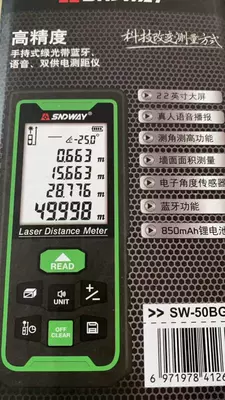 SNDWAY
高精度
手持式绿光带蓝牙、
语音、双供电测距仪
科技改变测量方式
SNDWAY
-25.0°
0.663 m
15.663 m
28.776 m
49.998 m
Laser Distance Meter
READ
UNIT
OFF
CLEAR
2.2英寸大屏
真人语音播报
测角测高功能
墙面面积测量
电子角度传感器
蓝牙功能
850mAh锂电池
>> SW-50BG
6 971978 4126